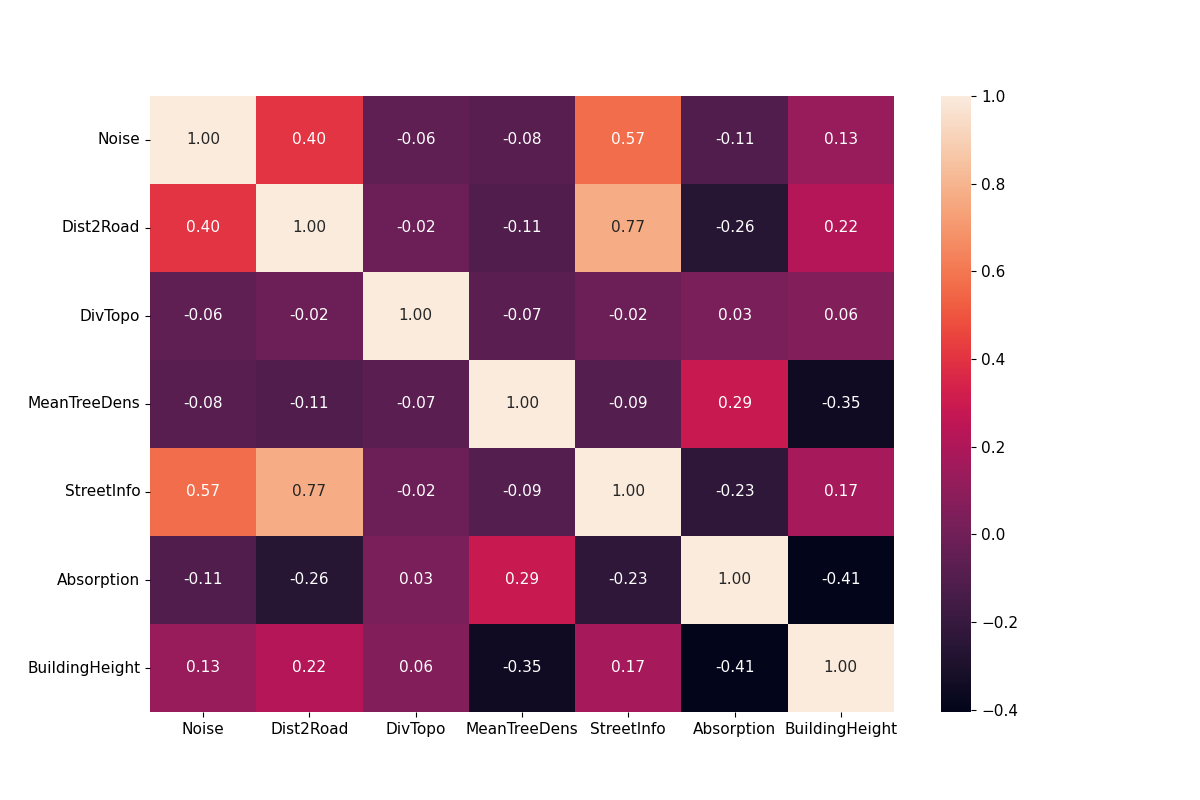 Noise 1.00 0.40 -0.06 -0.08 0.57 -0.11 0.13
Dist2Road 0.40 1.00 -0.02 -0.11 0.77 -0.26 0.22
DivTopo -0.06 -0.02 1.00 -0.07 -0.02 0.03 0.06
MeanTreeDens -0.08 -0.11 -0.07 1.00 -0.09 0.29 -0.35
StreetInfo 0.57 0.77 -0.02 -0.09 1.00 -0.23 0.17
Absorption -0.11 -0.26 0.03 0.29 -0.23 1.00 -0.41
BuildingHeight 0.13 0.22 0.06 -0.35 0.17 -0.41 1.00
Noise Dist2Road DivTopo MeanTreeDens StreetInfo Absorption BuildingHeight
1.0
0.8
0.6
0.4
0.2
0.0
−0.2
−0.4